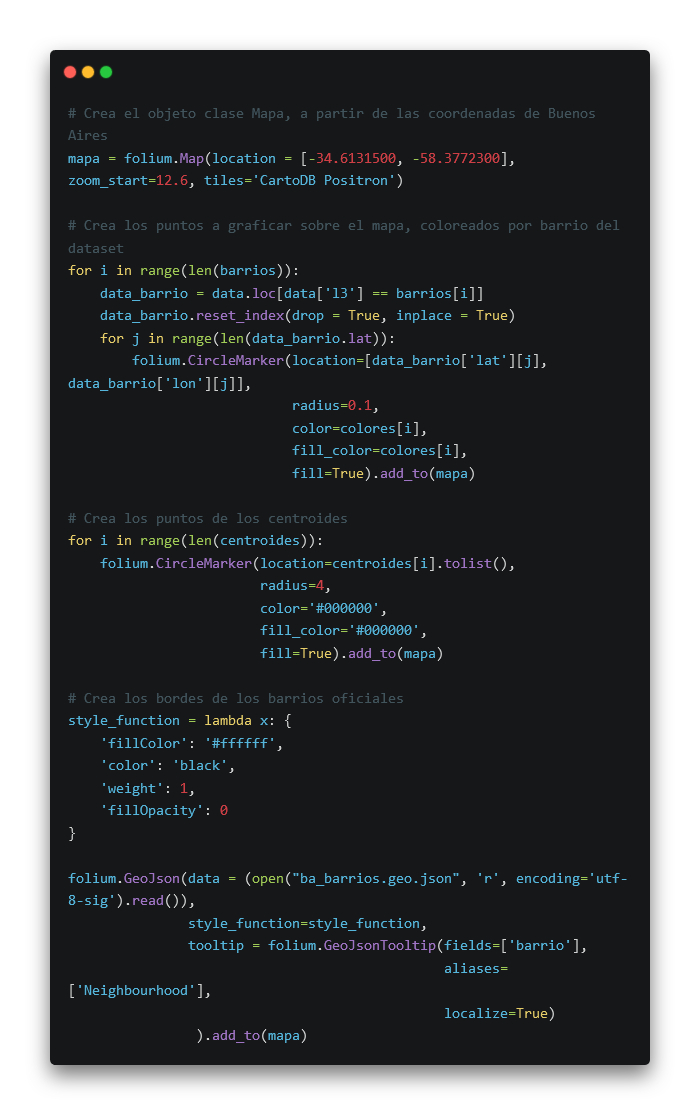 # Crea el objeto clase Mapa, a partir de las coordenadas de Buenos
Aires
mapa = folium.Map(location = [-34.6131500, -58.3772300],
zoom_start=12.6, tiles='CartoDB Positron')

# Crea los puntos a graficar sobre el mapa, coloreados por barrio del
dataset
for i in range(len(barrios)):
    data_barrio = data.loc[data['l3'] == barrios[i]]
    data_barrio.reset_index(drop = True, inplace = True)
    for j in range(len(data_barrio.lat)):
        folium.CircleMarker(location=[data_barrio['lat'][j],
data_barrio['lon'][j]],
                            radius=0.1,
                            color=colores[i],
                            fill_color=colores[i],
                            fill=True).add_to(mapa)

# Crea los puntos de los centroides
for i in range(len(centroides)):
    folium.CircleMarker(location=centroides[i].tolist(),
                        radius=4,
                        color='#000000',
                        fill_color='#000000',
                        fill=True).add_to(mapa)

# Crea los bordes de los barrios oficiales
style_function = lambda x: {
    'fillColor': '#ffffff',
    'color': 'black',
    'weight': 1,
    'fillOpacity': 0
}

folium.GeoJson(data = (open("ba_barrios.geo.json", 'r', encoding='utf-
8-sig').read()),
               style_function=style_function,
               tooltip = folium.GeoJsonTooltip(fields=['barrio'],
                                               aliases=
['Neighbourhood'],
                                               localize=True)
                ).add_to(mapa)